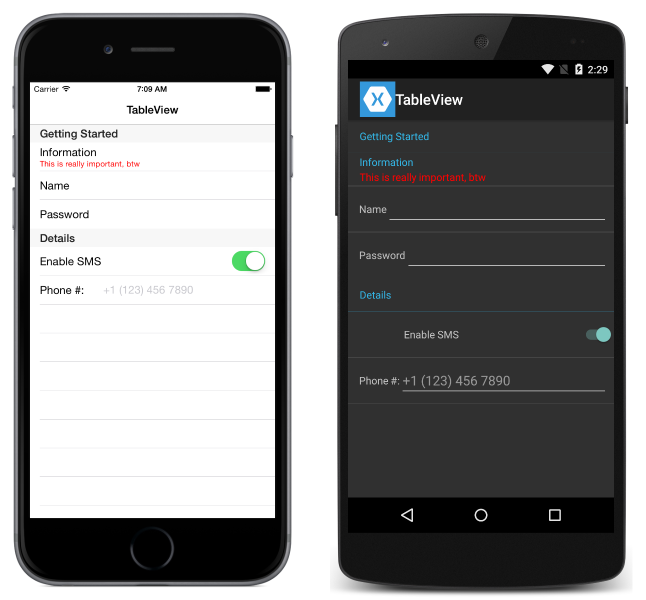 Carrier 7:09 AM
TableView
Getting Started
Information
This is really important, btw
Name
Password
Details
Enable SMS
Phone #: +1 (123) 456 7890
2:29
X TableView
Getting Started
Information
This is really important, btw
Name
Password
Details
Enable SMS
Phone #: +1 (123) 456 7890